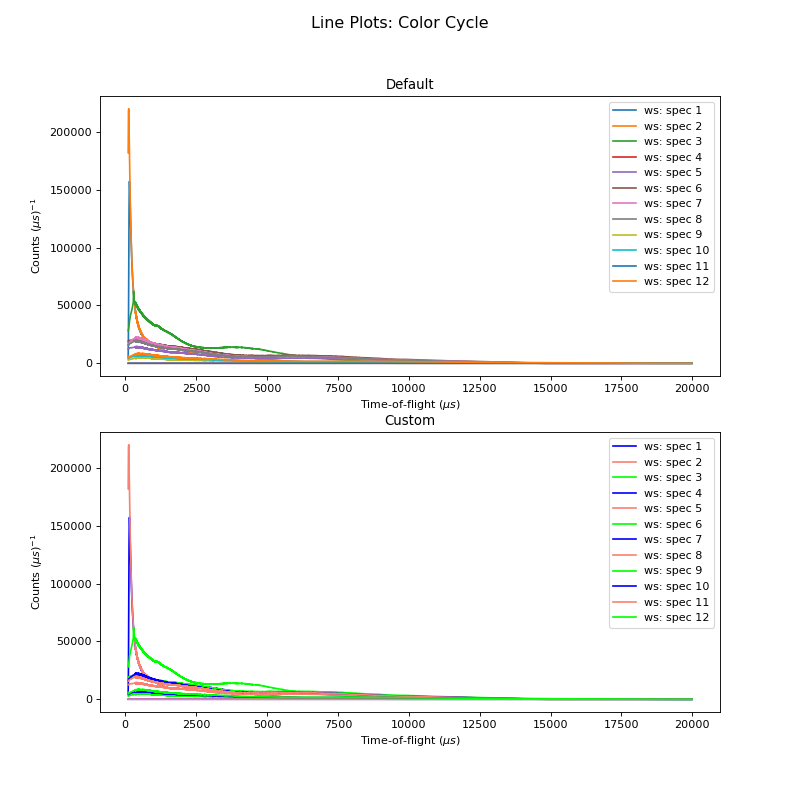 Line Plots: Color Cycle
Default
200000
150000
100000
50000
0
Counts (μs)⁻¹
ws: spec 1
ws: spec 2
ws: spec 3
ws: spec 4
ws: spec 5
ws: spec 6
ws: spec 7
ws: spec 8
ws: spec 9
ws: spec 10
ws: spec 11
ws: spec 12
0 2500 5000 7500 10000 12500 15000 17500 20000
Time-of-flight (μs)
Custom
200000
150000
100000
50000
0
Counts (μs)⁻¹
ws: spec 1
ws: spec 2
ws: spec 3
ws: spec 4
ws: spec 5
ws: spec 6
ws: spec 7
ws: spec 8
ws: spec 9
ws: spec 10
ws: spec 11
ws: spec 12
0 2500 5000 7500 10000 12500 15000 17500 20000
Time-of-flight (μs)